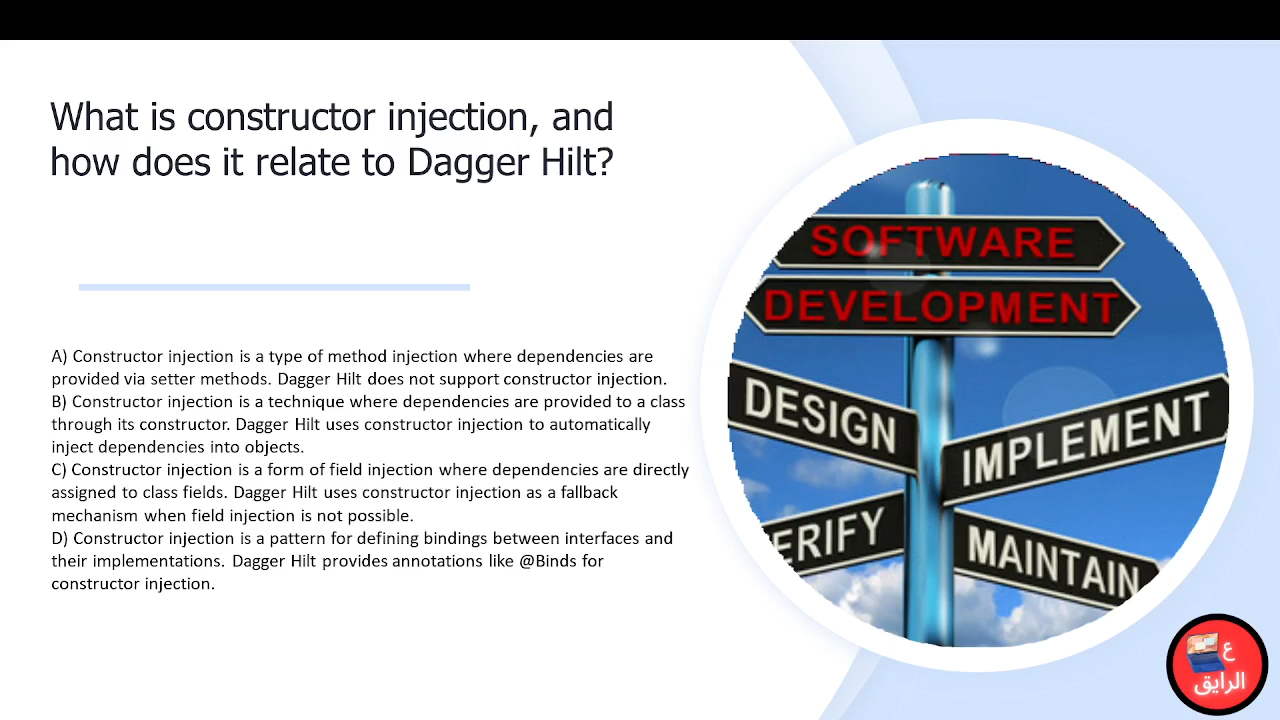 What is constructor injection, and
how does it relate to Dagger Hilt?
A) Constructor injection is a type of method injection where dependencies are
provided via setter methods. Dagger Hilt does not support constructor injection.
B) Constructor injection is a technique where dependencies are provided to a class
through its constructor. Dagger Hilt uses constructor injection to automatically
inject dependencies into objects.
C) Constructor injection is a form of field injection where dependencies are directly
assigned to class fields. Dagger Hilt uses constructor injection as a fallback
mechanism when field injection is not possible.
D) Constructor injection is a pattern for defining bindings between interfaces and
their implementations. Dagger Hilt provides annotations like @Binds for
constructor injection.
SOFTWARE
DEVELOPMENT
DESIGN
IMPLEMENT
ERIFY
MAINTAIN
ع
الرايق